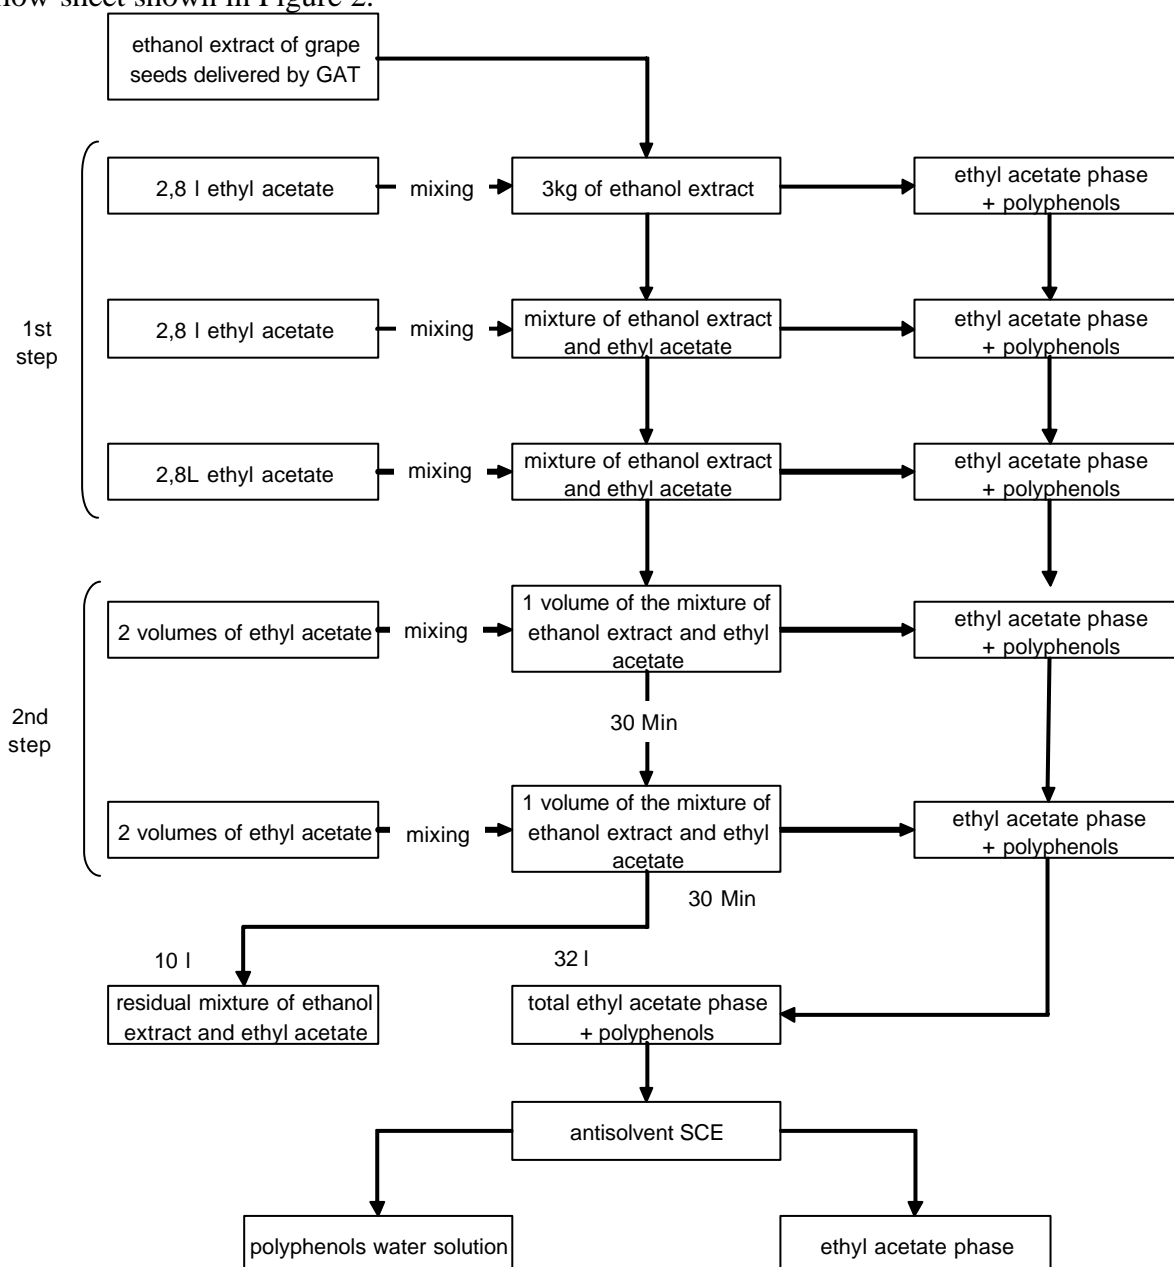 low sheet shown in Figure 2.
ethanol extract of grape
seeds delivered by GAT
1st
step
2,8 l ethyl acetate
mixing
3kg of ethanol extract
ethyl acetate phase
+ polyphenols
2,8 l ethyl acetate
mixing
mixture of ethanol extract
and ethyl acetate
ethyl acetate phase
+ polyphenols
2,8L ethyl acetate
mixing
mixture of ethanol extract
and ethyl acetate
ethyl acetate phase
+ polyphenols
2nd
step
2 volumes of ethyl acetate
mixing
1 volume of the mixture of
ethanol extract and ethyl
acetate
ethyl acetate phase
+ polyphenols
30 Min
2 volumes of ethyl acetate
mixing
1 volume of the mixture of
ethanol extract and ethyl
acetate
ethyl acetate phase
+ polyphenols
30 Min
10 l
32 l
residual mixture of ethanol
extract and ethyl acetate
total ethyl acetate phase
+ polyphenols
antisolvent SCE
polyphenols water solution
ethyl acetate phase